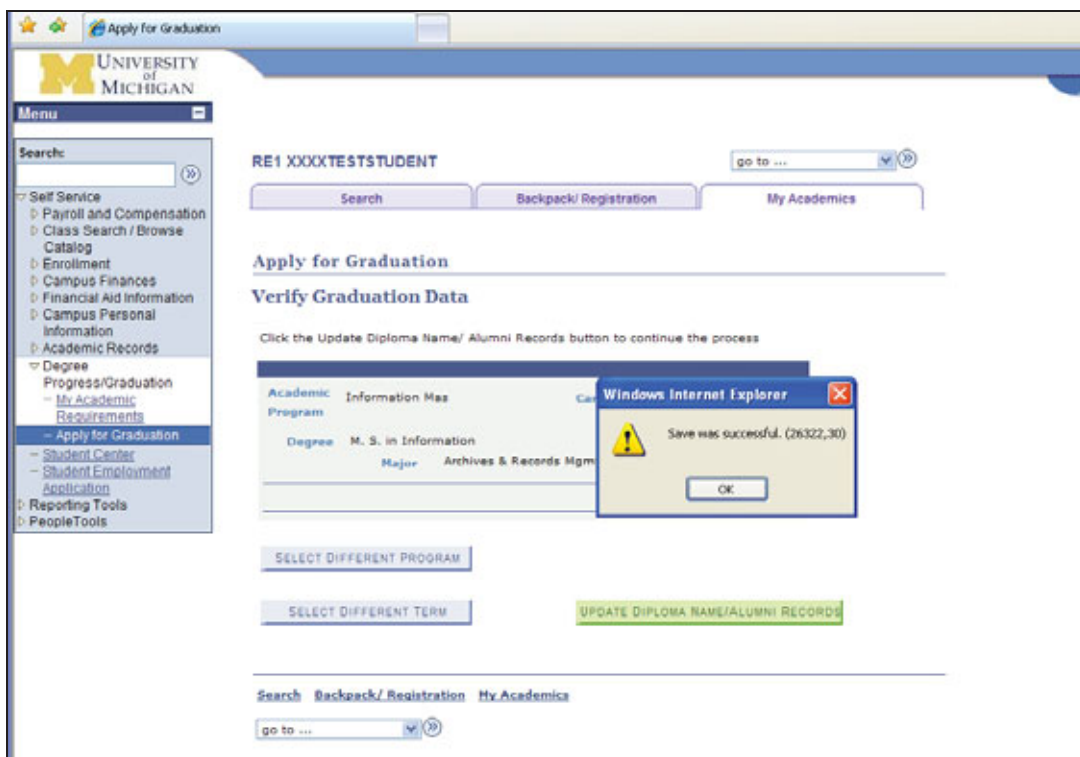 Apply for Graduation
UNIVERSITY
of
MICHIGAN
Menu
Search:
Self Service
Payroll and Compensation
Class Search / Browse
Catalog
Enrollment
Campus Finances
Financial Aid Information
Campus Personal
Information
Academic Records
Degree
Progress/Graduation
– My Academic
Requirements
– Apply for Graduation
– Student Center
– Student Employment
Application
Reporting Tools
PeopleTools
RE1 XXXXTESTSTUDENT
go to ...
Search Backpack/ Registration My Academics
Apply for Graduation
Verify Graduation Data
Click the Update Diploma Name/ Alumni Records button to continue the process
Academic Program Information Mas
Degree M. S. in Information
Major Archives & Records Mgm
Windows Internet Explorer
Save was successful. (26322,30)
OK
SELECT DIFFERENT PROGRAM
SELECT DIFFERENT TERM UPDATE DIPLOMA NAME/ALUMNI RECORDS
Search Backpack/ Registration My Academics
go to ...